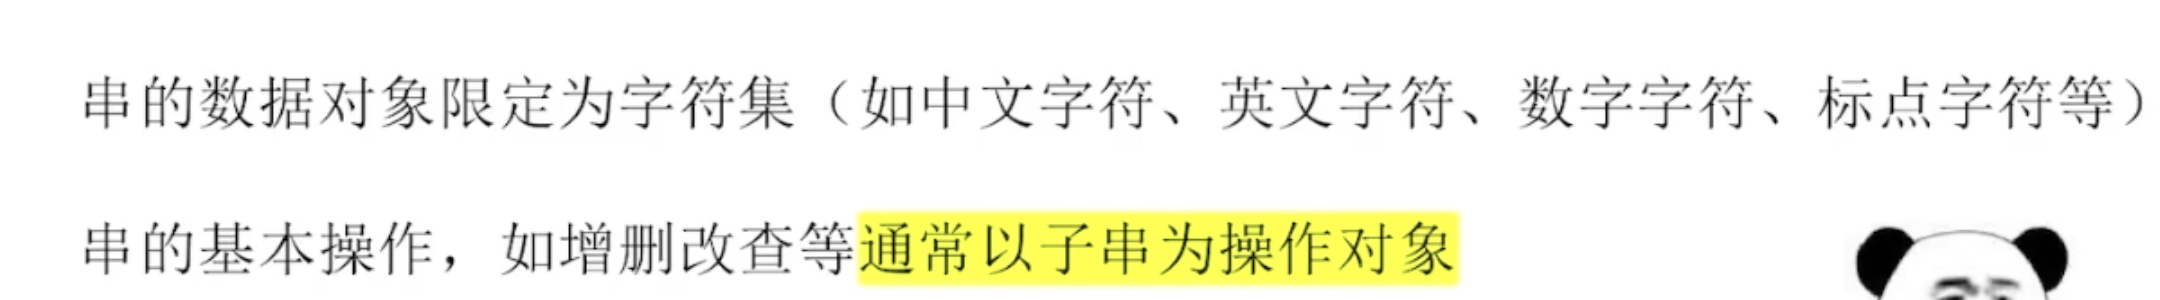 串的数据对象限定为字符集（如中文字符、英文字符、数字字符、标点字符等）
串的基本操作，如增删改查等通常以子串为操作对象